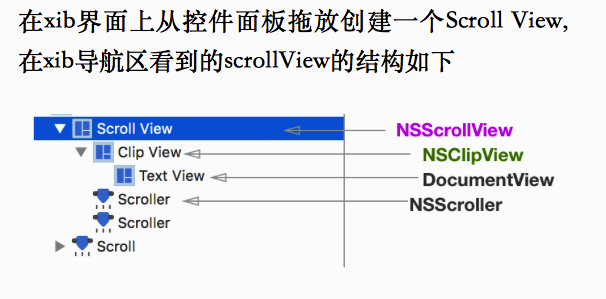 在xib界面上从控件面板拖放创建一个Scroll View,
在xib导航区看到的scrollView的结构如下
Scroll View NSScrollView
Clip View NSClipView
Text View DocumentView
Scroller NSScroller
Scroller
Scroll